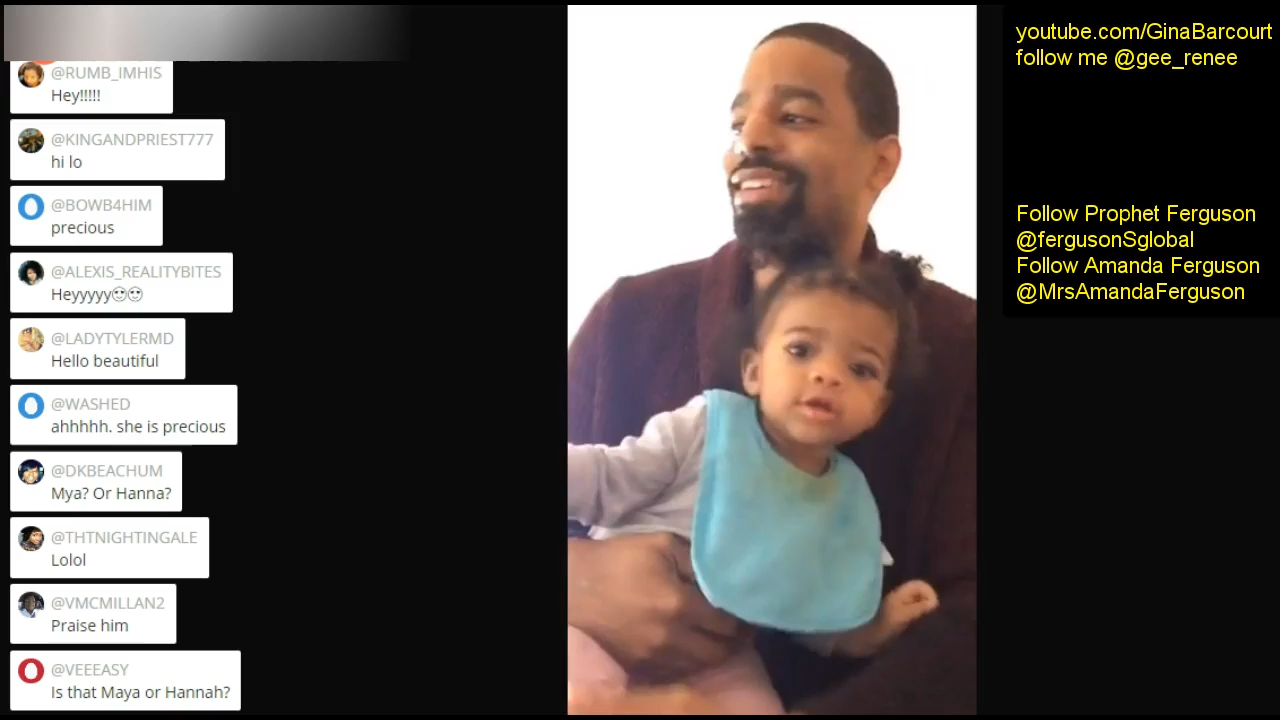 @RUMB_IMHIS
Hey!!!!!
@KINGANDPRIEST777
hi lo
@BOWB4HIM
precious
@ALEXIS_REALITYBITES
Heyyyyy🙂🙂
@LADYTYLERMD
Hello beautiful
@WASHED
ahhhhh. she is precious
@DKBEACHUM
Mya? Or Hanna?
@THTNIGHTINGALE
Lolol
@VMCMILLAN2
Praise him
@VEEEASY
Is that Maya or Hannah?
youtube.com/GinaBarcourt
follow me @gee_renee
Follow Prophet Ferguson
@fergusonSglobal
Follow Amanda Ferguson
@MrsAmandaFerguson